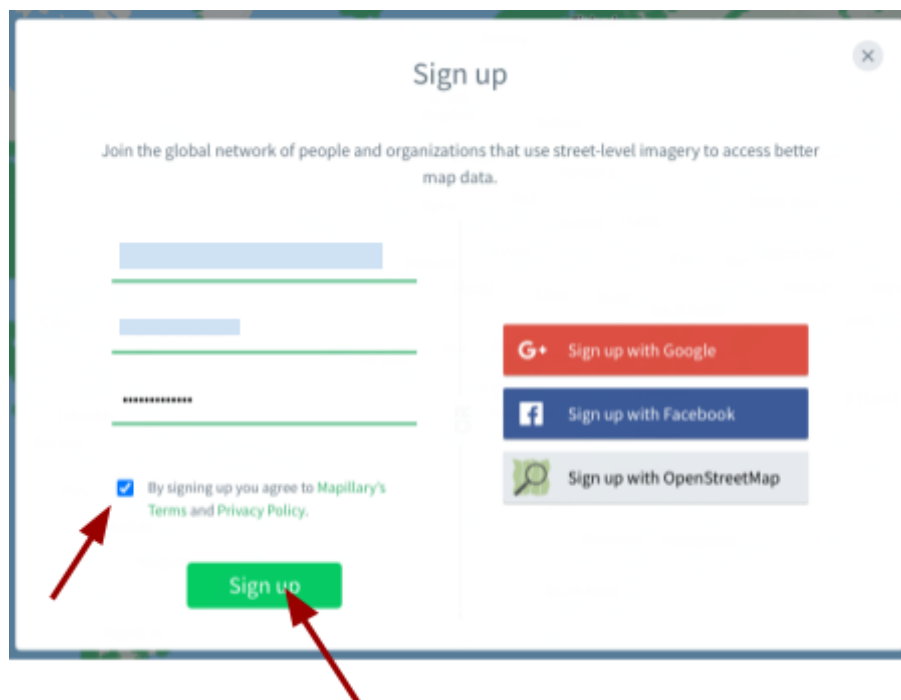 Sign up
Join the global network of people and organizations that use street-level imagery to access better
map data.
•••••••••••••
By signing up you agree to Mapillary's
Terms and Privacy Policy.
Sign up
G+ Sign up with Google
f Sign up with Facebook
Sign up with OpenStreetMap